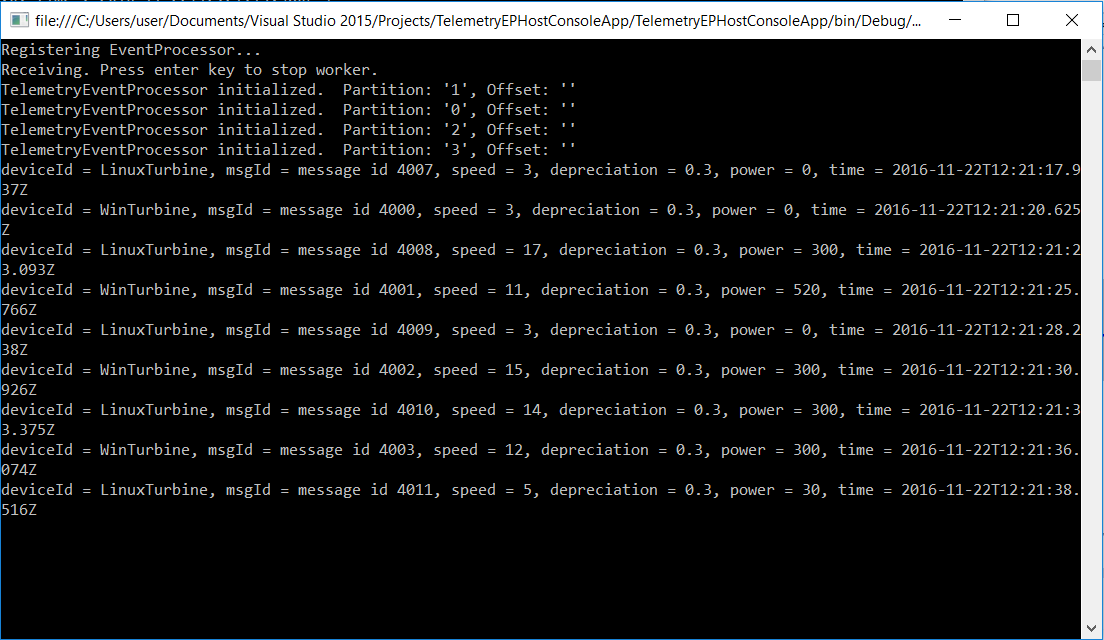 file:///C:/Users/user/Documents/Visual Studio 2015/Projects/TelemetryEPHostConsoleApp/TelemetryEPHostConsoleApp/bin/Debug/...
Registering EventProcessor...
Receiving. Press enter key to stop worker.
TelemetryEventProcessor initialized.  Partition: '1', Offset: ''
TelemetryEventProcessor initialized.  Partition: '0', Offset: ''
TelemetryEventProcessor initialized.  Partition: '2', Offset: ''
TelemetryEventProcessor initialized.  Partition: '3', Offset: ''
deviceId = LinuxTurbine, msgId = message id 4007, speed = 3, depreciation = 0.3, power = 0, time = 2016-11-22T12:21:17.9
37Z
deviceId = WinTurbine, msgId = message id 4000, speed = 3, depreciation = 0.3, power = 0, time = 2016-11-22T12:21:20.625
Z
deviceId = LinuxTurbine, msgId = message id 4008, speed = 17, depreciation = 0.3, power = 300, time = 2016-11-22T12:21:2
3.093Z
deviceId = WinTurbine, msgId = message id 4001, speed = 11, depreciation = 0.3, power = 520, time = 2016-11-22T12:21:25.
766Z
deviceId = LinuxTurbine, msgId = message id 4009, speed = 3, depreciation = 0.3, power = 0, time = 2016-11-22T12:21:28.2
38Z
deviceId = WinTurbine, msgId = message id 4002, speed = 15, depreciation = 0.3, power = 300, time = 2016-11-22T12:21:30.
926Z
deviceId = LinuxTurbine, msgId = message id 4010, speed = 14, depreciation = 0.3, power = 300, time = 2016-11-22T12:21:3
3.375Z
deviceId = WinTurbine, msgId = message id 4003, speed = 12, depreciation = 0.3, power = 300, time = 2016-11-22T12:21:36.
074Z
deviceId = LinuxTurbine, msgId = message id 4011, speed = 5, depreciation = 0.3, power = 30, time = 2016-11-22T12:21:38.
516Z